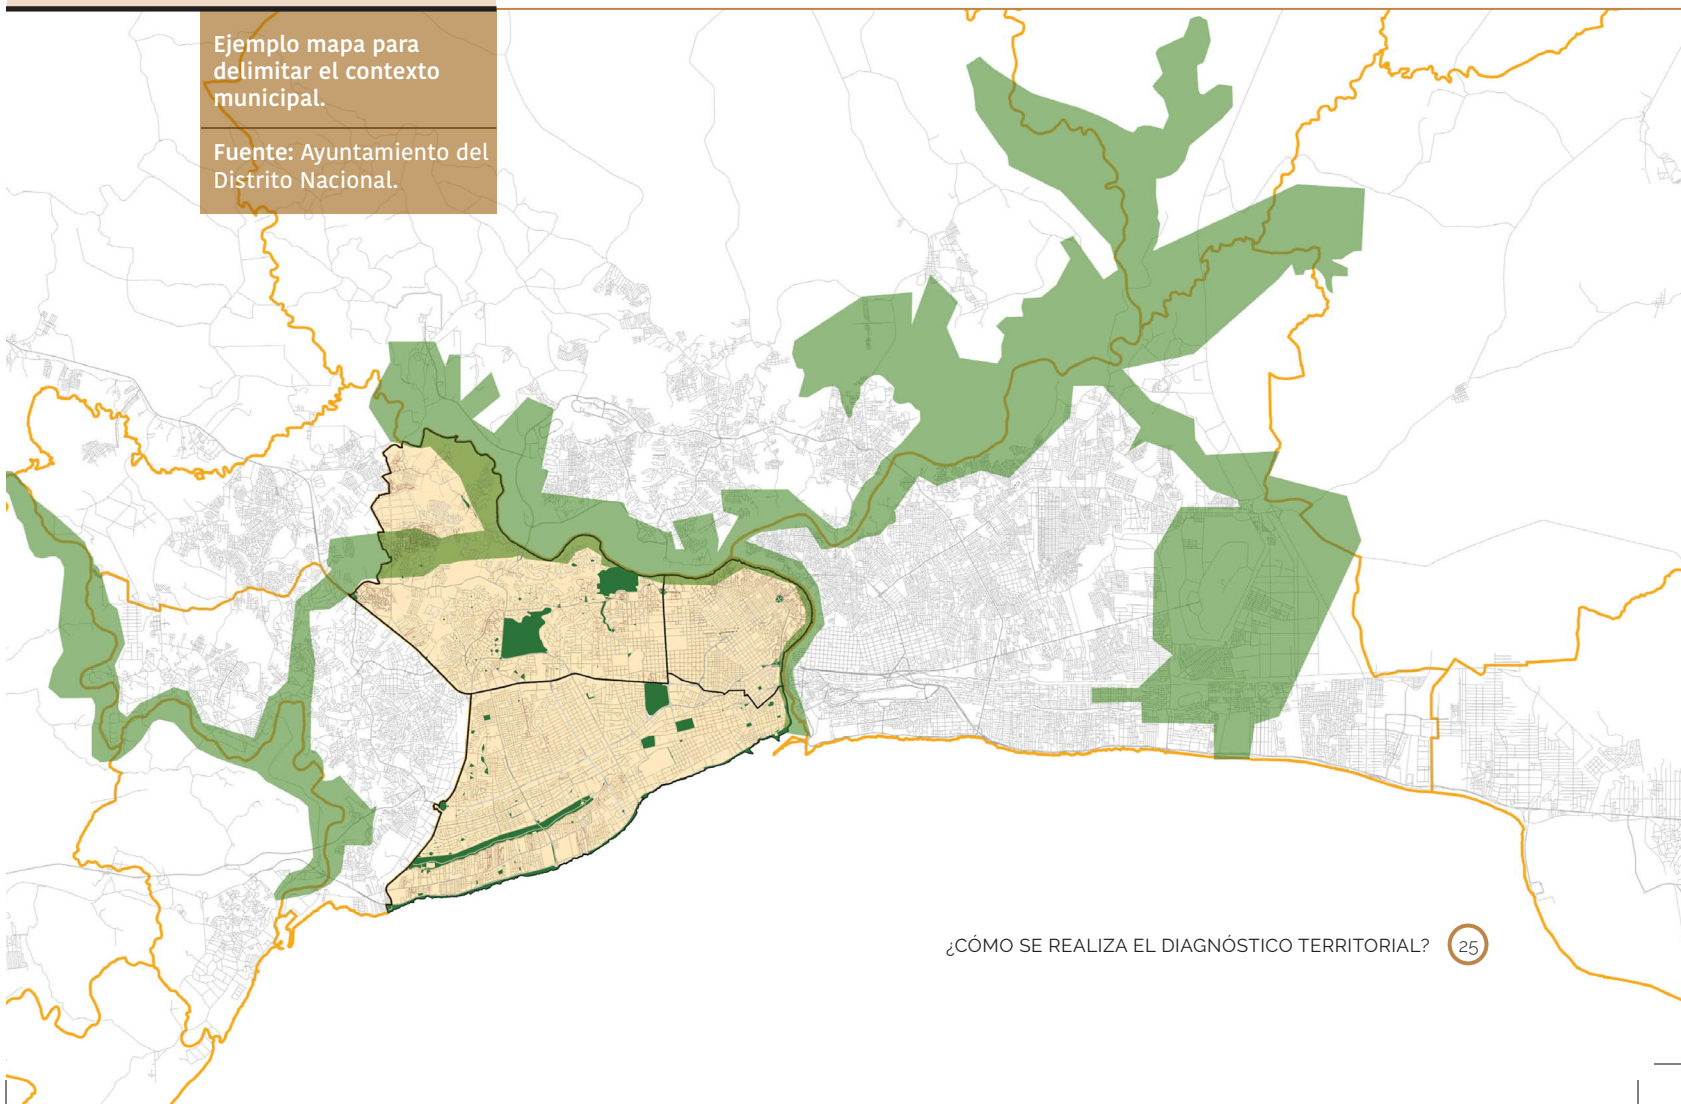 Ejemplo mapa para
delimitar el contexto
municipal.
Fuente: Ayuntamiento del
Distrito Nacional.
¿CÓMO SE REALIZA EL DIAGNÓSTICO TERRITORIAL? 25